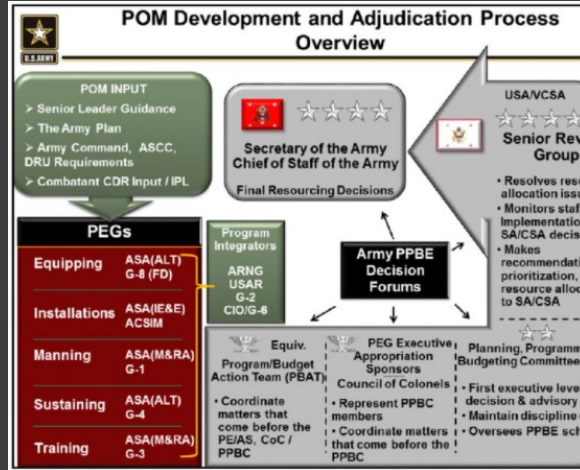 POM Development and Adjudication Process
Overview
U.S.ARMY
POM INPUT
➢ Senior Leader Guidance
➢ The Army Plan
➢ Army Command, ASCC,
DRU Requirements
➢ Combatant CDR Input / IPL
Secretary of the Army
Chief of Staff of the Army
Final Resourcing Decisions
USA/VCSA
Senior Rev
Group
• Resolves res
allocation issu
• Monitors staf
Implementatio
SA/CSA decis
• Makes
recommendati
prioritization,
resource alloc
to SA/CSA
PEGs
Equipping ASA(ALT)
G-8 (FD)
Installations ASA(IE&E)
ACSIM
Manning ASA(M&RA)
G-1
Sustaining ASA(ALT)
G-4
Training ASA(M&RA)
G-3
Program
Integrators
ARNG
USAR
G-2
CIO/G-6
Army PPBE
Decision
Forums
Equiv.
Program/Budget
Action Team (PBAT)
• Coordinate
matters that
come before the
PE/AS, CoC /
PPBC
PEG Executive
Appropriation
Sponsors
Council of Colonels
• Represent PPBC
members
• Coordinate matters
that come before the
PPBC
Planning, Programm
Budgeting Committee
• First executive leve
decision & advisory
• Maintain discipline
• Oversees PPBE sch